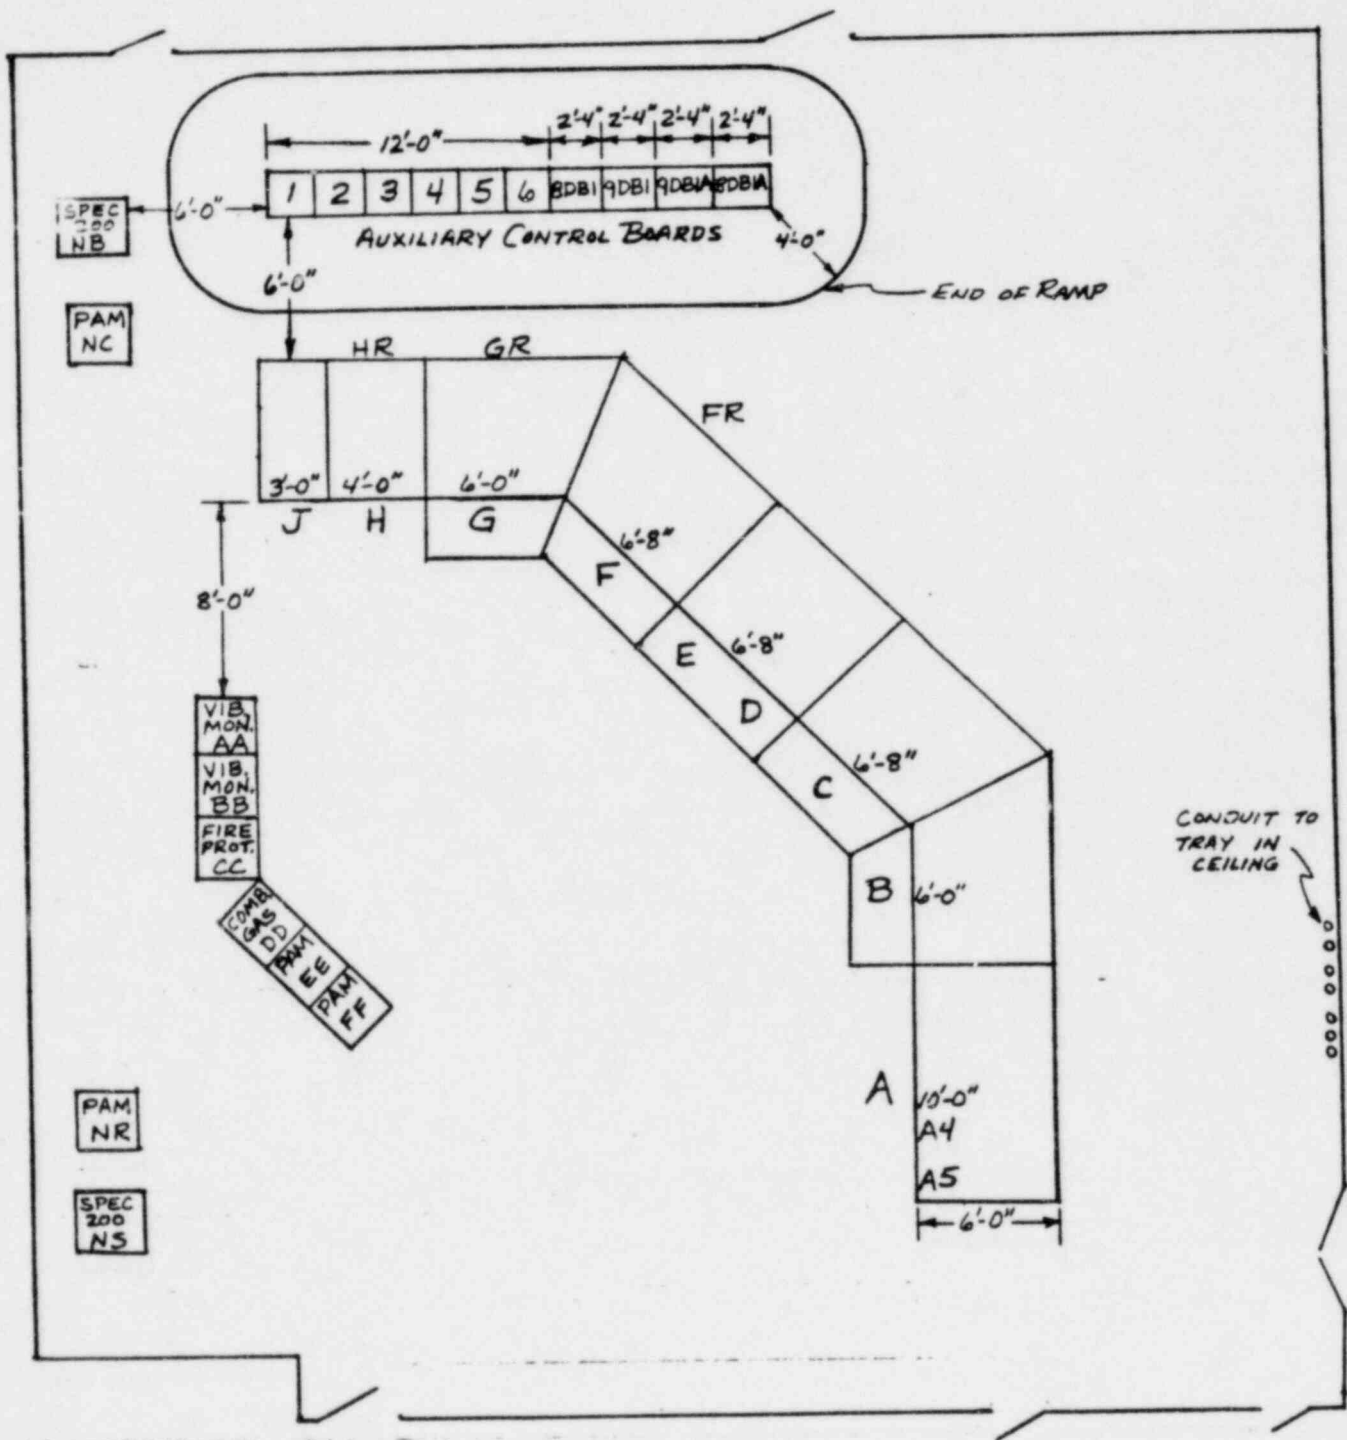 2'-4" 2'-4" 2'-4" 2'-4"
12'-0"
1 2 3 4 5 6 8DB1 9DB1 9DB1A 8DB1A
SPEC
200
NB
6'-0"
AUXILIARY CONTROL BOARDS
4'-0"
6'-0"
END OF RAMP
PAM
NC
HR GR
FR
3'-0" 4'-0" 6'-0"
J H G
6'-8"
F
8'-0"
6'-8"
E
D
6'-8"
C
VIB.
MON.
AA
VIB.
MON.
BB
FIRE
PROT.
CC
CONDUIT TO
TRAY IN
CEILING
B 6'-0"
COMB.
GAS
DD
PAM
EE
PAM
FF
A 10'-0"
A4
A5
6'-0"
PAM
NR
SPEC
200
NS